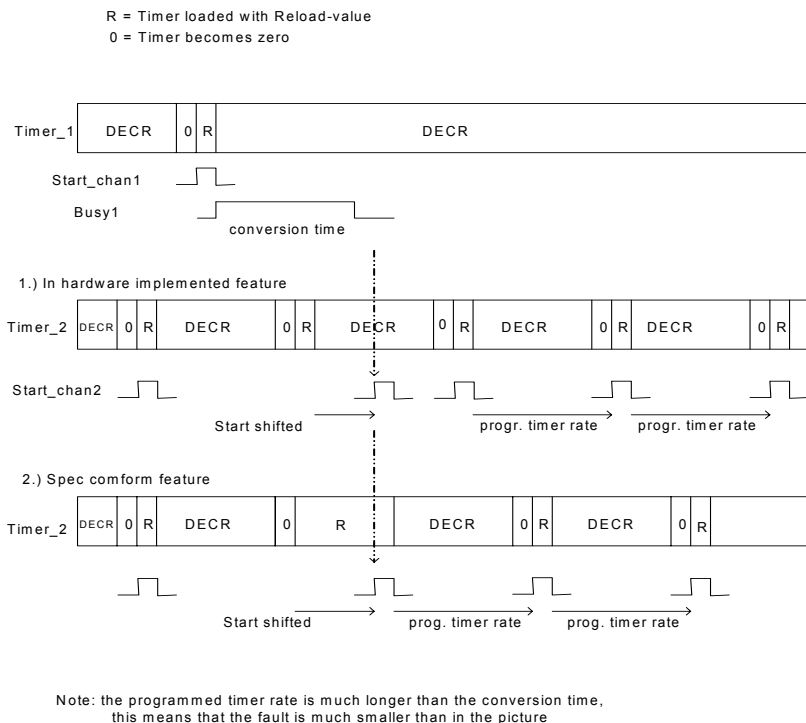 R = Timer loaded with Reload-value
0 = Timer becomes zero
Timer_1 DECR 0 R DECR
Start_chan1
Busy1
conversion time
1.) In hardware implemented feature
Timer_2 DECR 0 R DECR 0 R DECR 0 R DECR 0 R DECR 0 R
Start_chan2
Start shifted progr. timer rate progr. timer rate
2.) Spec comform feature
Timer_2 DECR 0 R DECR 0 R DECR 0 R DECR 0 R
Start shifted prog. timer rate prog. timer rate
Note: the programmed timer rate is much longer than the conversion time,
this means that the fault is much smaller than in the picture